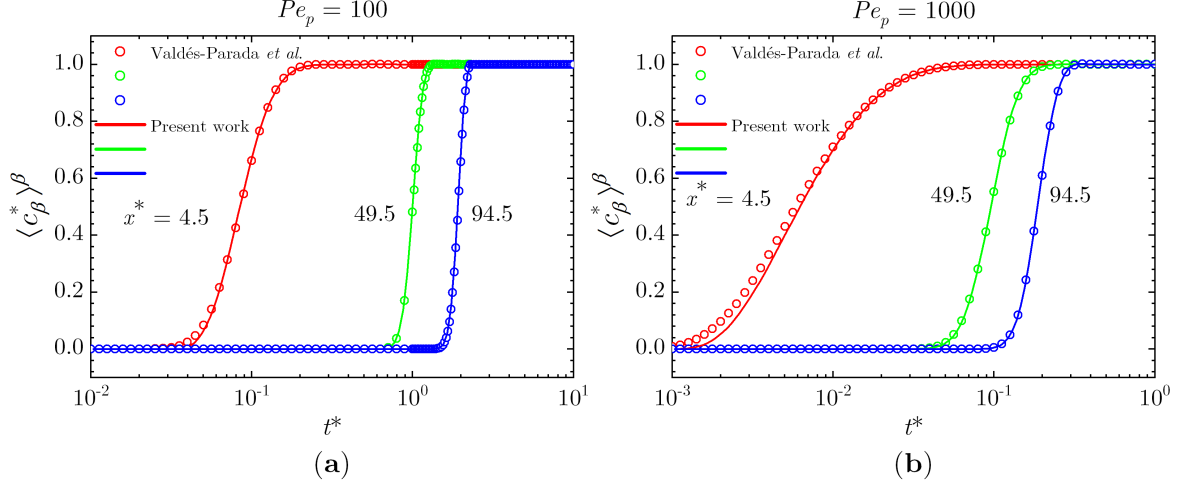 Pe_p = 100
1.0
0.8
0.6
0.4
0.2
0.0
⟨c*_β⟩^β
Valdés-Parada et al.
Present work
x* = 4.5
49.5
94.5
10^-2
10^-1
10^0
10^1
t*
(a)
Pe_p = 1000
1.0
0.8
0.6
0.4
0.2
0.0
⟨c*_β⟩^β
Valdés-Parada et al.
Present work
x* = 4.5
49.5
94.5
10^-3
10^-2
10^-1
10^0
t*
(b)